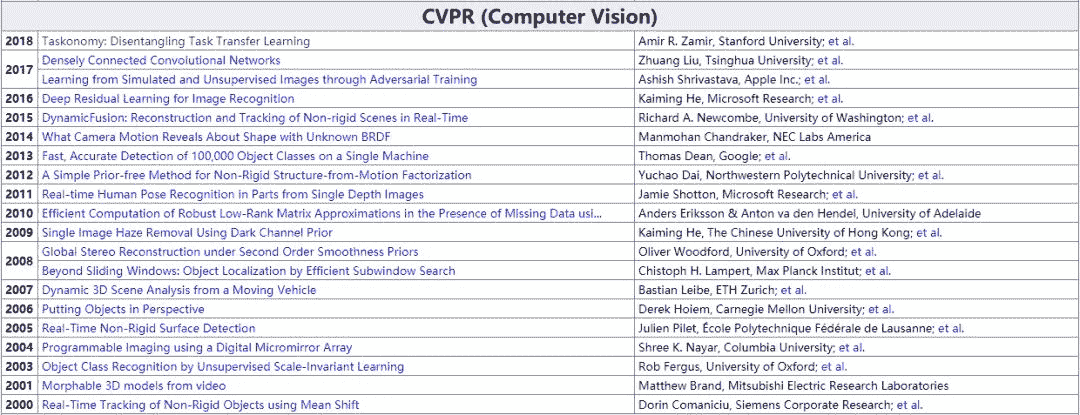 CVPR (Computer Vision)
2018 Taskonomy: Disentangling Task Transfer Learning Amir R. Zamir, Stanford University; et al.
2017 Densely Connected Convolutional Networks Zhuang Liu, Tsinghua University; et al.
Learning from Simulated and Unsupervised Images through Adversarial Training Ashish Shrivastava, Apple Inc.; et al.
2016 Deep Residual Learning for Image Recognition Kaiming He, Microsoft Research; et al.
2015 DynamicFusion: Reconstruction and Tracking of Non-rigid Scenes in Real-Time Richard A. Newcombe, University of Washington; et al.
2014 What Camera Motion Reveals About Shape with Unknown BRDF Manmohan Chandraker, NEC Labs America
2013 Fast, Accurate Detection of 100,000 Object Classes on a Single Machine Thomas Dean, Google; et al.
2012 A Simple Prior-free Method for Non-Rigid Structure-from-Motion Factorization Yuchao Dai, Northwestern Polytechnical University; et al.
2011 Real-time Human Pose Recognition in Parts from Single Depth Images Jamie Shotton, Microsoft Research; et al.
2010 Efficient Computation of Robust Low-Rank Matrix Approximations in the Presence of Missing Data usi... Anders Eriksson & Anton va den Hendel, University of Adelaide
2009 Single Image Haze Removal Using Dark Channel Prior Kaiming He, The Chinese University of Hong Kong; et al.
2008 Global Stereo Reconstruction under Second Order Smoothness Priors Oliver Woodford, University of Oxford; et al.
Beyond Sliding Windows: Object Localization by Efficient Subwindow Search Chistoph H. Lampert, Max Planck Institut; et al.
2007 Dynamic 3D Scene Analysis from a Moving Vehicle Bastian Leibe, ETH Zurich; et al.
2006 Putting Objects in Perspective Derek Hoiem, Carnegie Mellon University; et al.
2005 Real-Time Non-Rigid Surface Detection Julien Pilet, École Polytechnique Fédérale de Lausanne; et al.
2004 Programmable Imaging using a Digital Micromirror Array Shree K. Nayar, Columbia University; et al.
2003 Object Class Recognition by Unsupervised Scale-Invariant Learning Rob Fergus, University of Oxford; et al.
2001 Morphable 3D models from video Matthew Brand, Mitsubishi Electric Research Laboratories
2000 Real-Time Tracking of Non-Rigid Objects using Mean Shift Dorin Comaniciu, Siemens Corporate Research; et al.